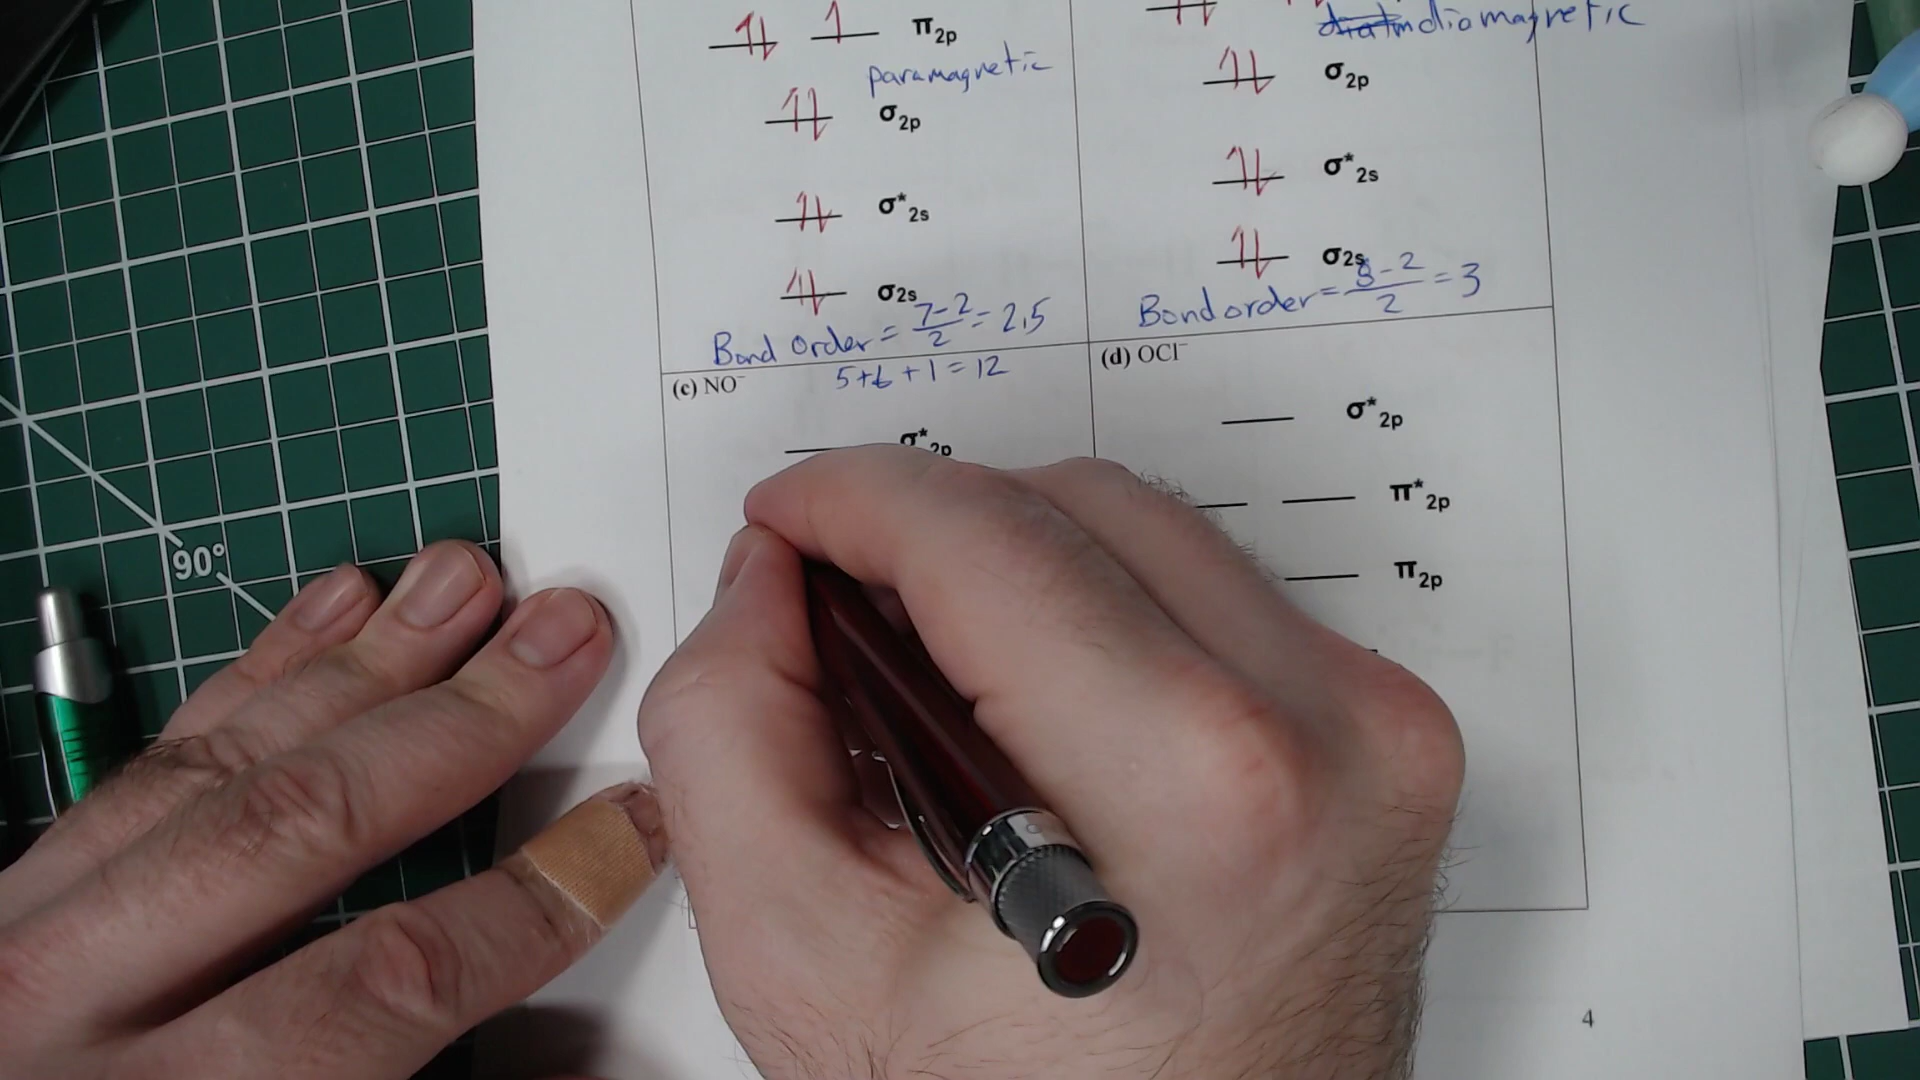 π2p
paramagnetic
σ2p
σ*2s
σ2s
Bond order = 7-2/2 = 2.5
diamagnetic
σ2p
σ*2s
σ2s
Bond order = 8-2/2 = 3
(c) NO⁻ 5+6+1=12
σ*2p
(d) OCl⁻
σ*2p
π*2p
π2p
90°
4